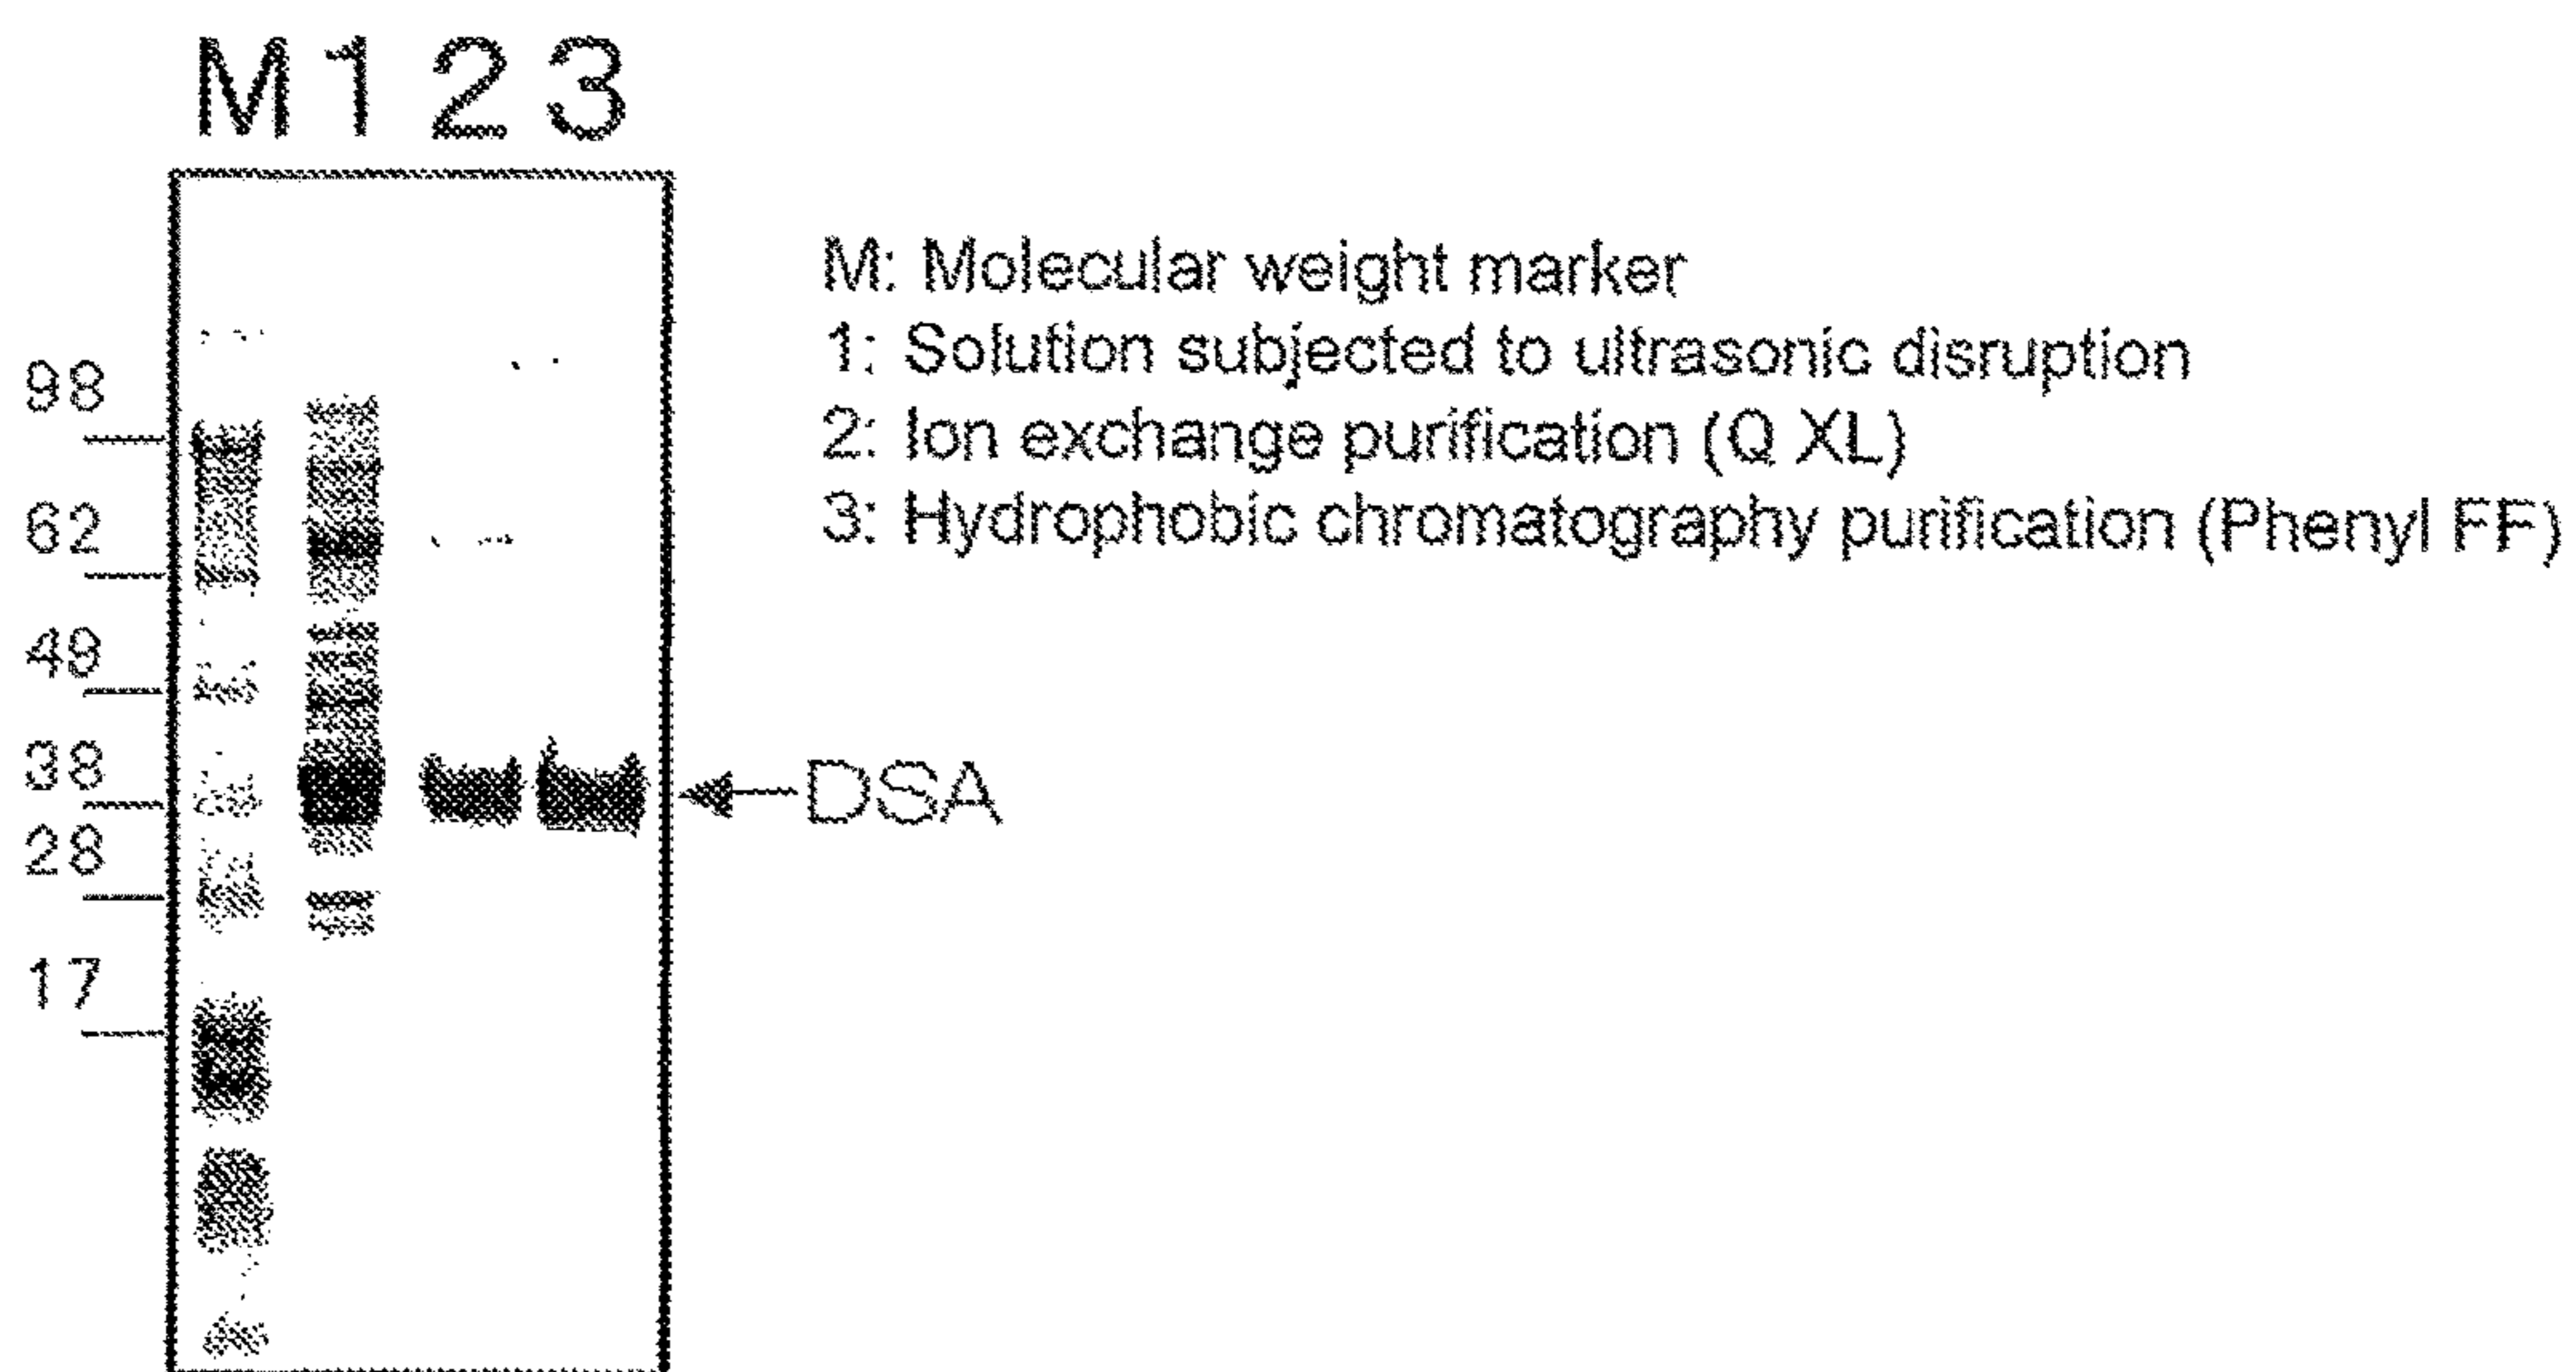 M 1 2 3
M: Molecular weight marker
1: Solution subjected to ultrasonic disruption
2: Ion exchange purification (Q XL)
3: Hydrophobic chromatography purification (Phenyl FF)
98
62
49
38
28
17
DSA